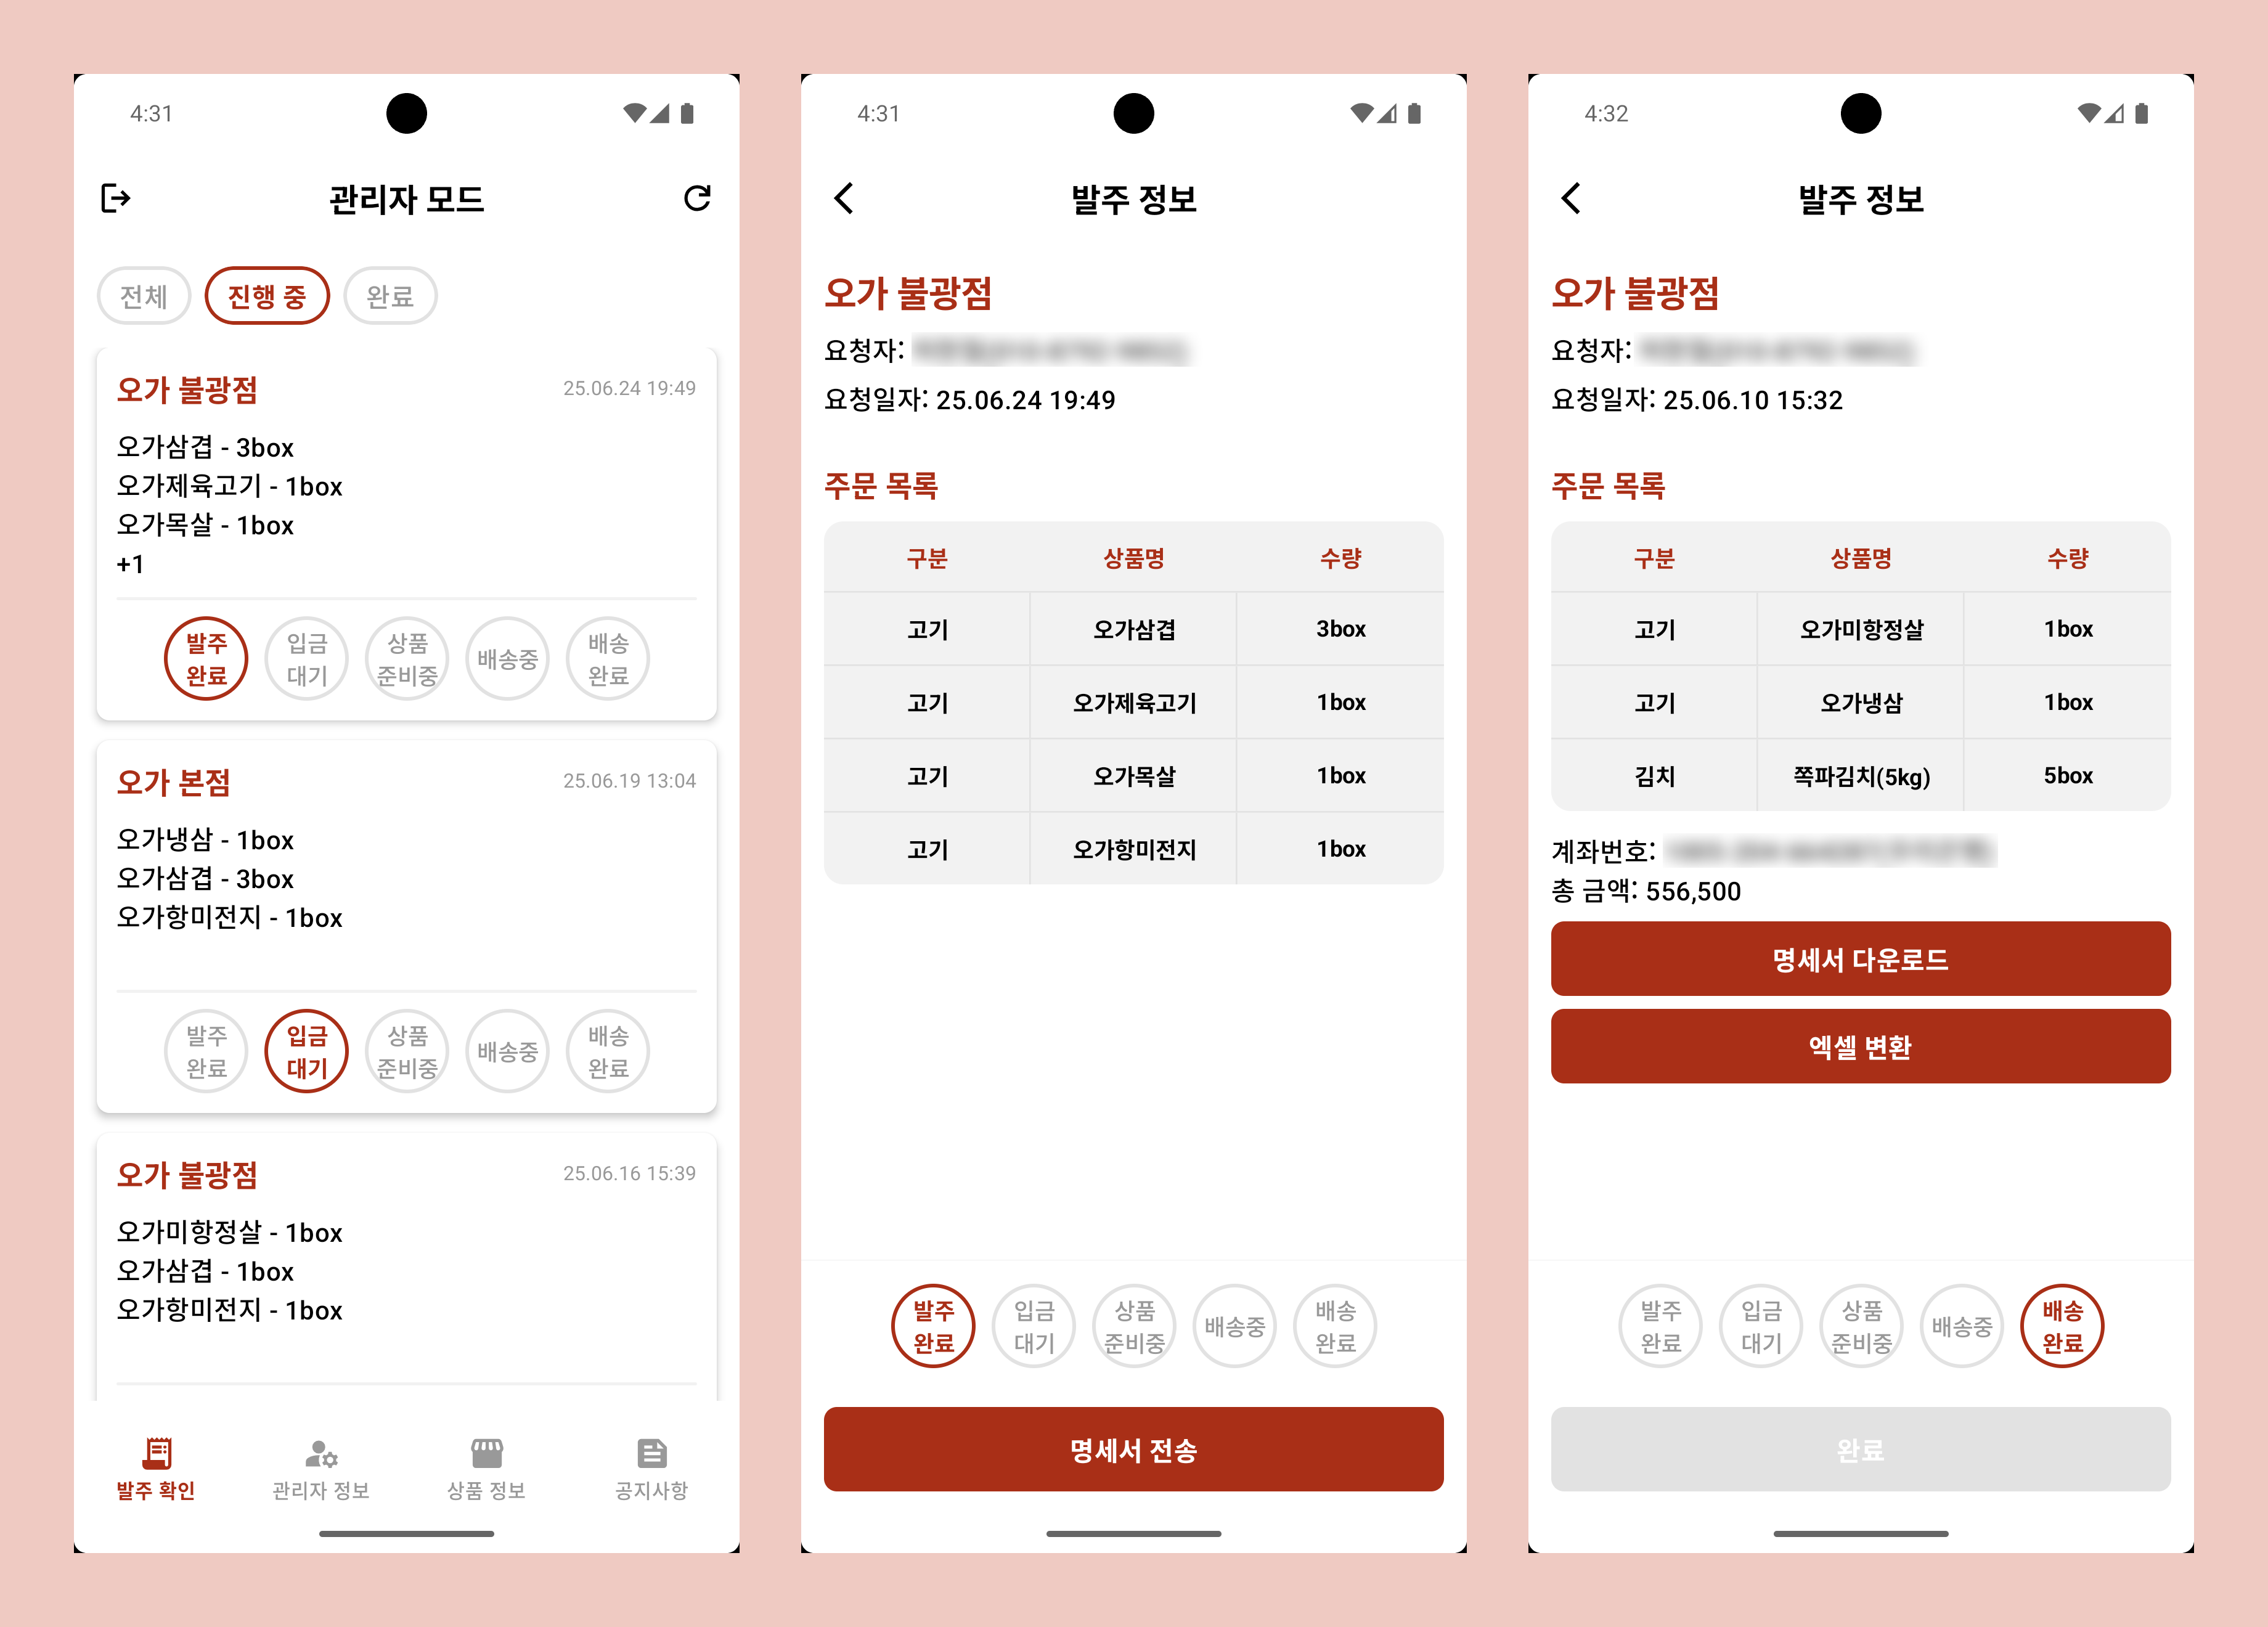 4:31
관리자 모드
전체
진행 중
완료
오가 불광점
25.06.24 19:49
오가삼겹 - 3box
오가제육고기 - 1box
오가목살 - 1box
+1
발주
완료
입금
대기
상품
준비중
배송중
배송
완료
오가 본점
25.06.19 13:04
오가냉삼 - 1box
오가삼겹 - 3box
오가항미전지 - 1box
발주
완료
입금
대기
상품
준비중
배송중
배송
완료
오가 불광점
25.06.16 15:39
오가미항정살 - 1box
오가삼겹 - 1box
오가항미전지 - 1box
발주 확인
관리자 정보
상품 정보
공지사항
4:31
발주 정보
오가 불광점
요청자:
요청일자: 25.06.24 19:49
주문 목록
구분 상품명 수량
고기 오가삼겹 3box
고기 오가제육고기 1box
고기 오가목살 1box
고기 오가항미전지 1box
발주
완료
입금
대기
상품
준비중
배송중
배송
완료
명세서 전송
4:32
발주 정보
오가 불광점
요청자:
요청일자: 25.06.10 15:32
주문 목록
구분 상품명 수량
고기 오가미항정살 1box
고기 오가냉삼 1box
김치 쪽파김치(5kg) 5box
계좌번호:
총 금액: 556,500
명세서 다운로드
엑셀 변환
발주
완료
입금
대기
상품
준비중
배송중
배송
완료
완료